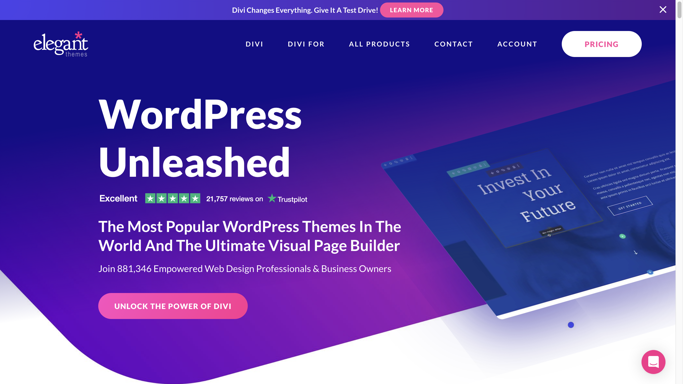 Divi Changes Everything. Give It A Test Drive! LEARN MORE
elegant
themes
DIVI DIVI FOR ALL PRODUCTS CONTACT ACCOUNT PRICING
WordPress
Unleashed
Excellent 21,757 reviews on Trustpilot
The Most Popular WordPress Themes In The
World And The Ultimate Visual Page Builder
Join 881,346 Empowered Web Design Professionals & Business Owners
UNLOCK THE POWER OF DIVI
Invest In
Your
Future
GET STARTED